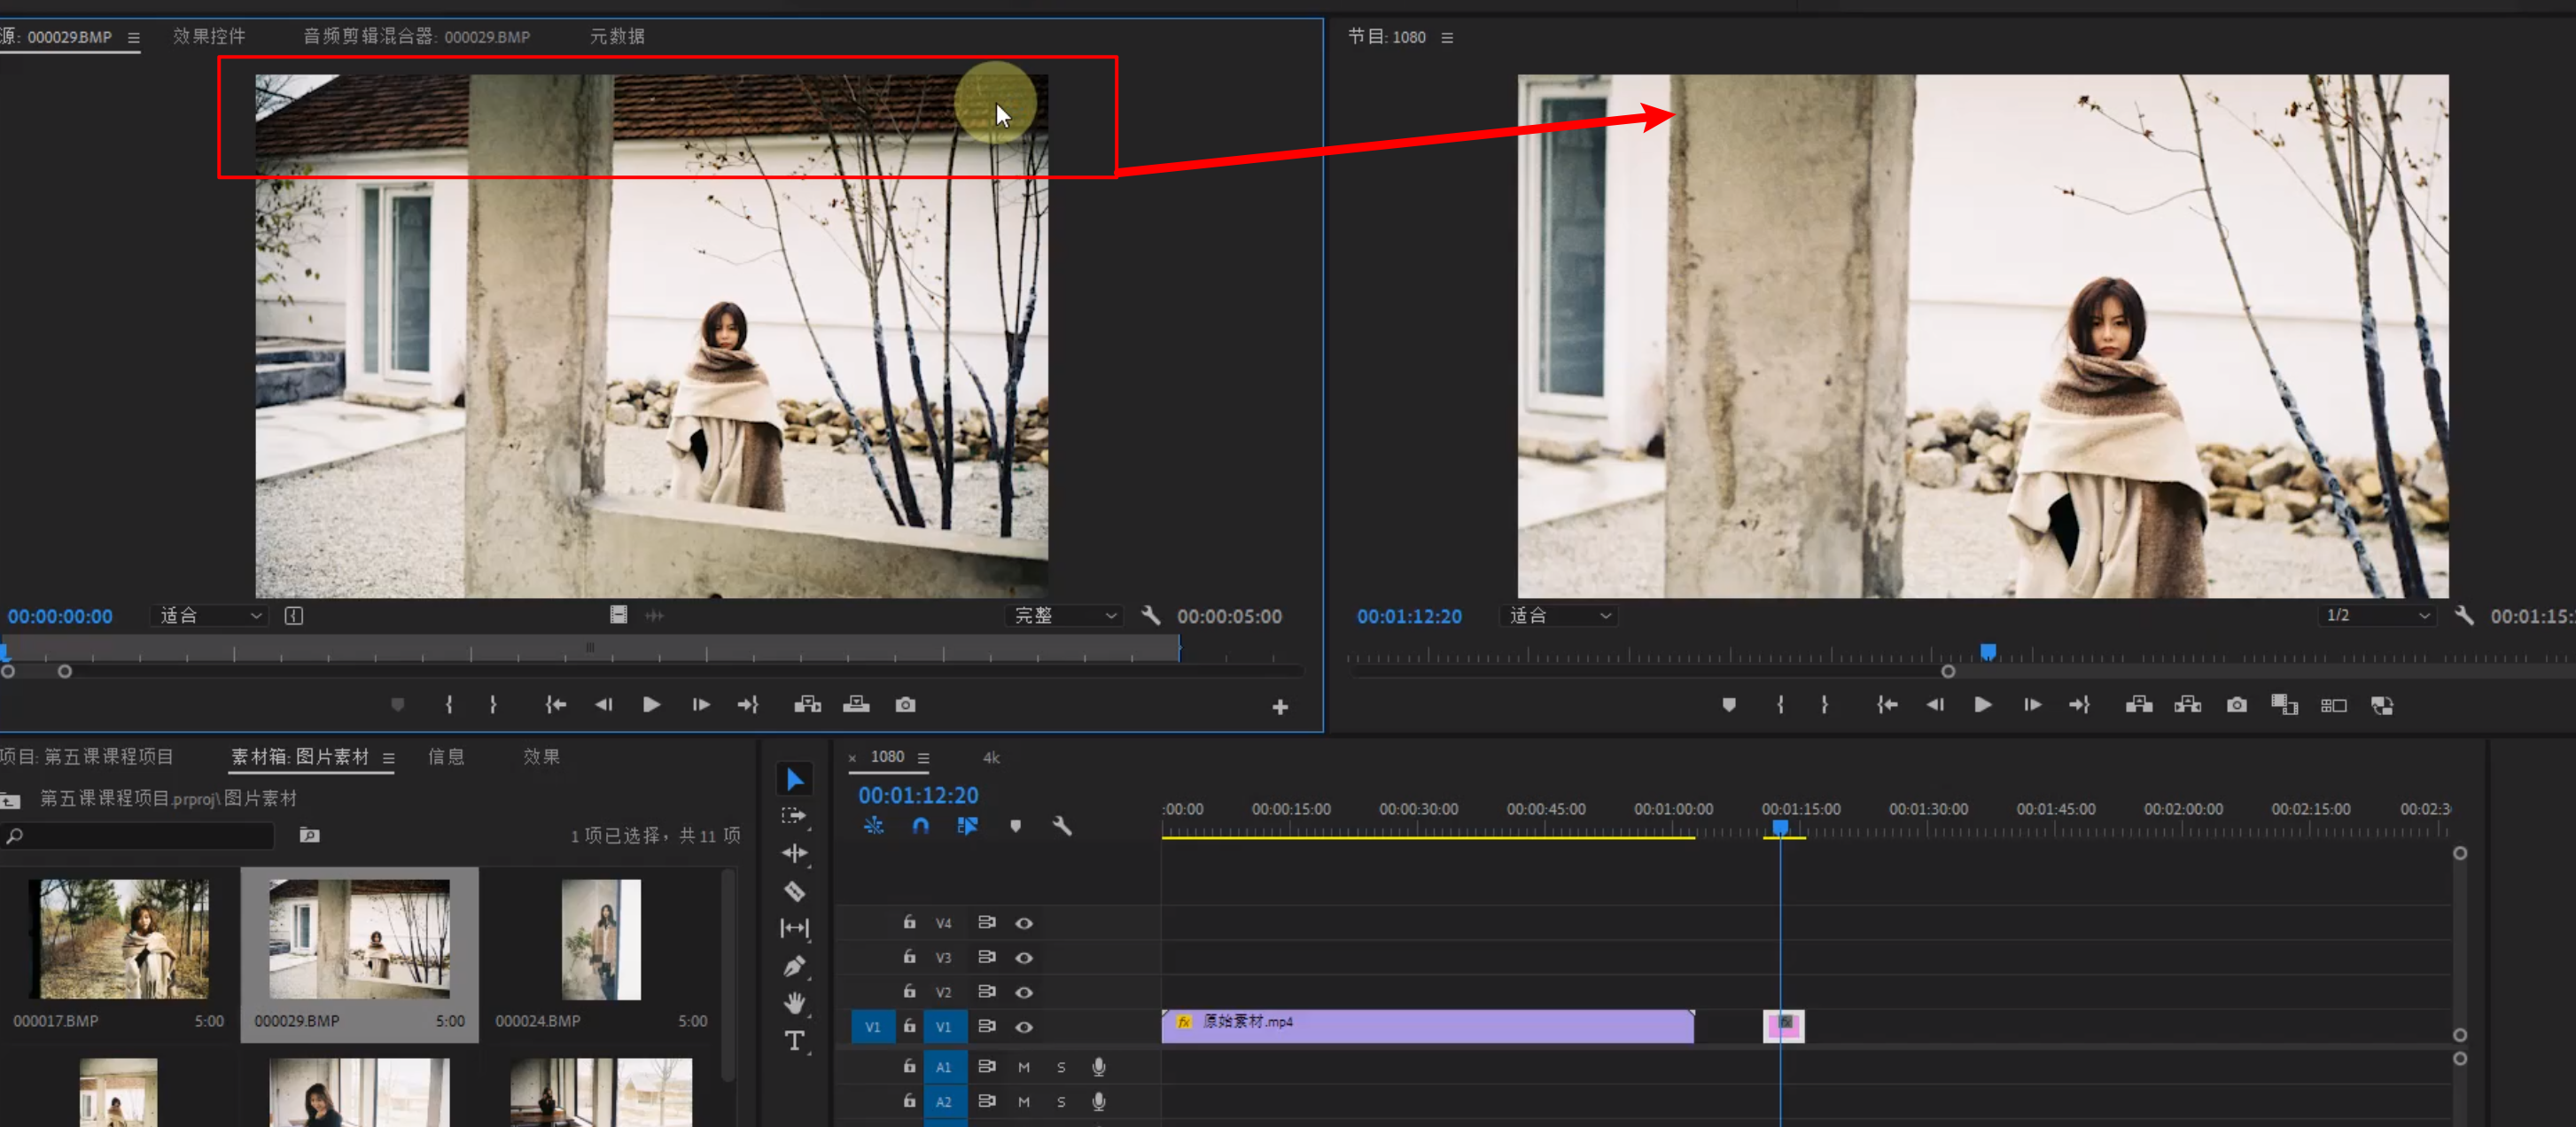 源: 000029.BMP 效果控件 音频剪辑混合器: 000029.BMP 元数据
节目: 1080
00:00:00:00 适合 完整 00:00:05:00
00:01:12:20 适合 1/2 00:01:15:
项目: 第五课课程项目 素材箱: 图片素材 信息 效果
第五课课程项目.prproj\图片素材
1 项已选择，共 11 项
000017.BMP 5:00
000029.BMP 5:00
000024.BMP 5:00
× 1080 4k
00:01:12:20
:00:00 00:00:15:00 00:00:30:00 00:00:45:00 00:01:00:00 00:01:15:00 00:01:30:00 00:01:45:00 00:02:00:00 00:02:15:00 00:02:3
V4
V3
V2
V1 V1 fx 原始素材.mp4 fx
A1 M S
A2 M S